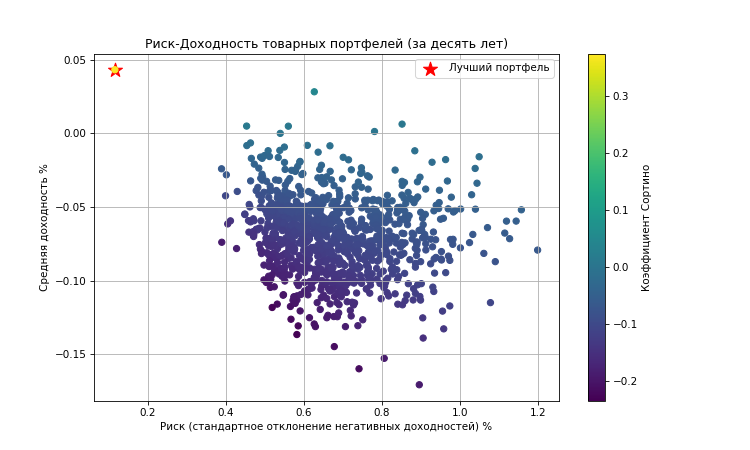 Риск-Доходность товарных портфелей (за десять лет)
Лучший портфель
Средняя доходность %
0.05
0.00
−0.05
−0.10
−0.15
0.2 0.4 0.6 0.8 1.0 1.2
Риск (стандартное отклонение негативных доходностей) %
0.3
0.2
0.1
0.0
−0.1
−0.2
Коэффициент Сортино